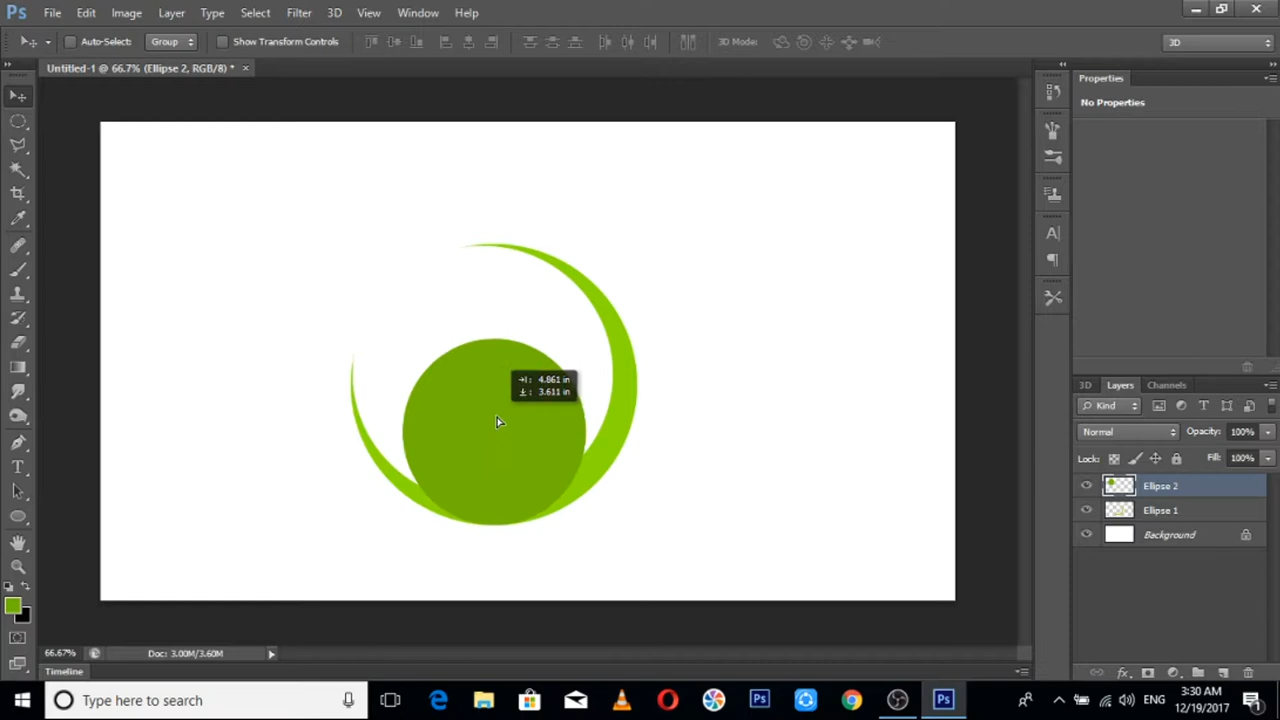 Ps File Edit Image Layer Type Select Filter 3D View Window Help
Auto-Select: Group Show Transform Controls 3D Mode: 3D
Untitled-1 @ 66.7% (Ellipse 2, RGB/8) * ×
Properties
No Properties
→I: 4.861 in
↓: 3.611 in
3D Layers Channels
Kind
Normal Opacity: 100%
Lock: Fill: 100%
Ellipse 2
Ellipse 1
Background
66.67% Doc: 3.00M/3.60M
Timeline
Type here to search
ENG
3:30 AM
12/19/2017